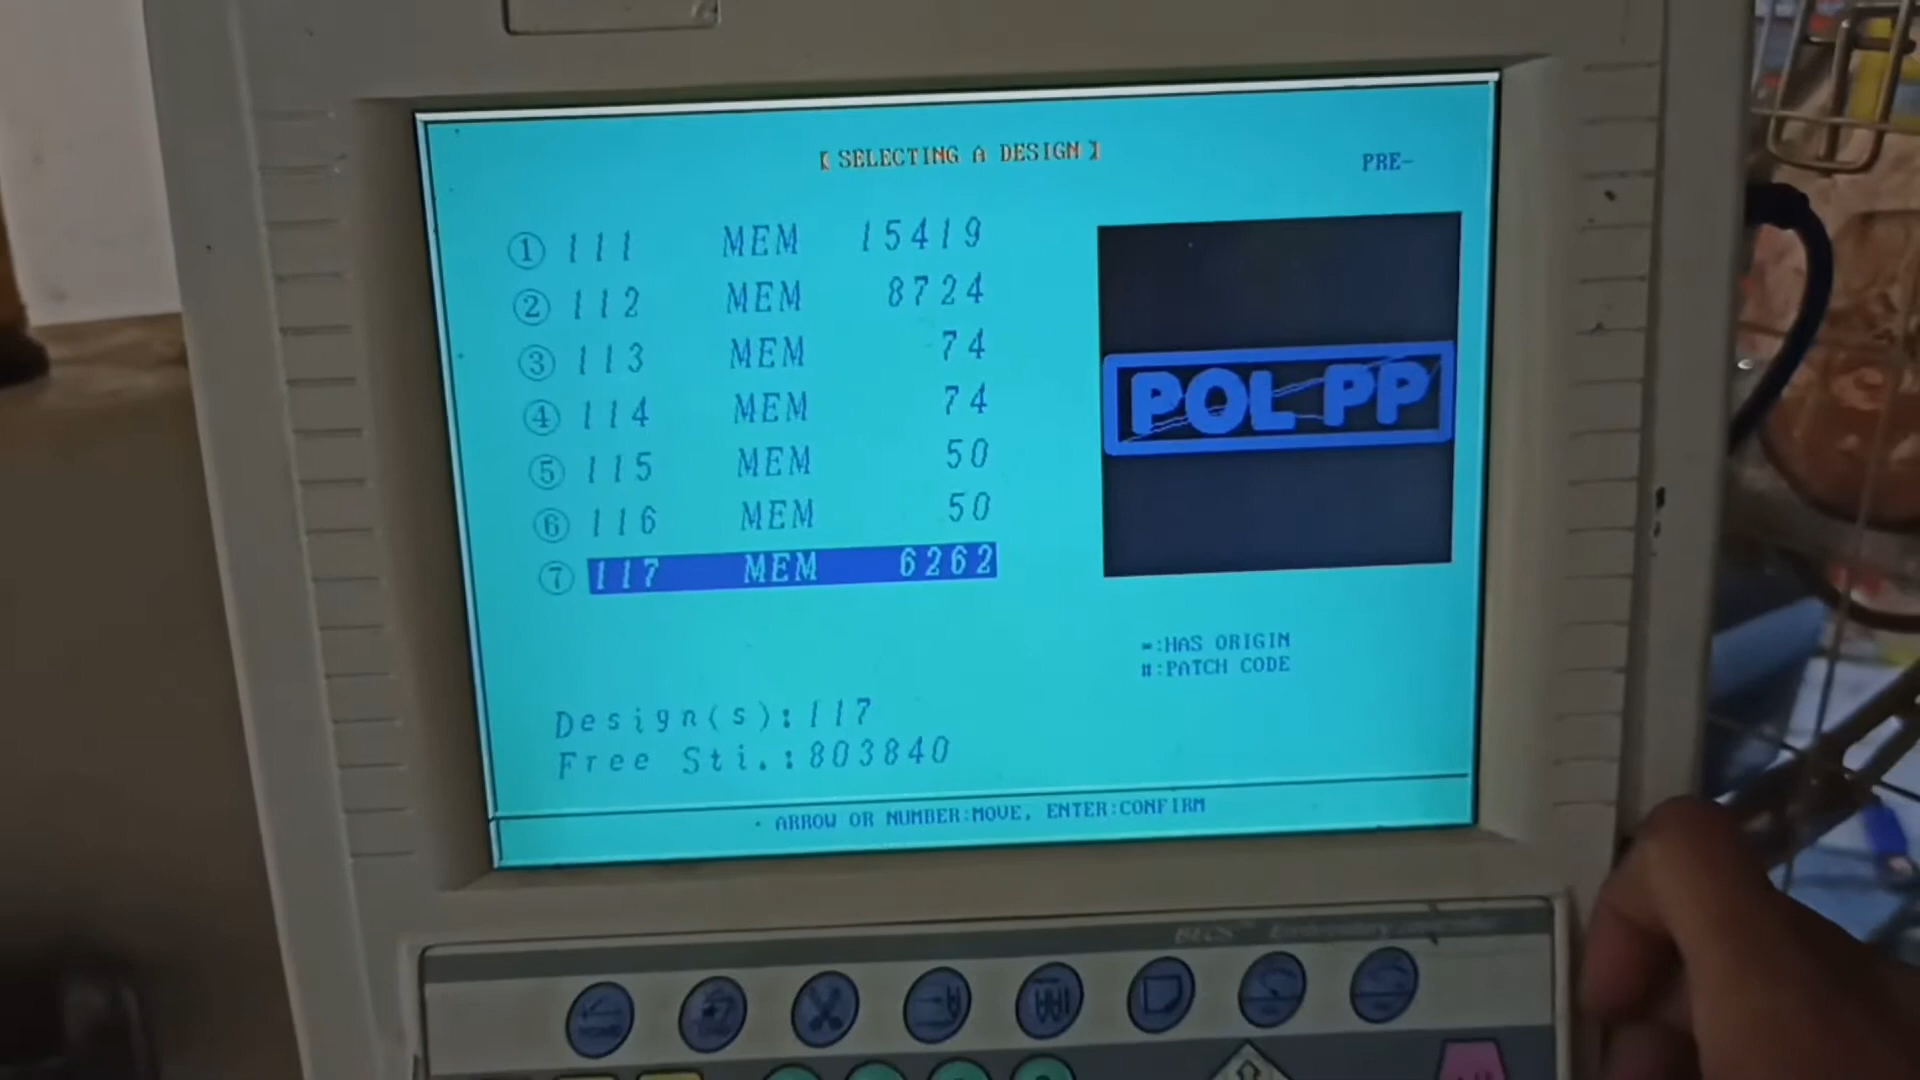 【SELECTING A DESIGN】
PRE-
① 111 MEM 15419
② 112 MEM 8724
③ 113 MEM 74
④ 114 MEM 74
⑤ 115 MEM 50
⑥ 116 MEM 50
⑦ 117 MEM 6262
POL PP
:HAS ORIGIN
:PATCH CODE
Design(s):117
Free Sti.:803840
ARROW OR NUMBER:MOVE, ENTER:CONFIRM